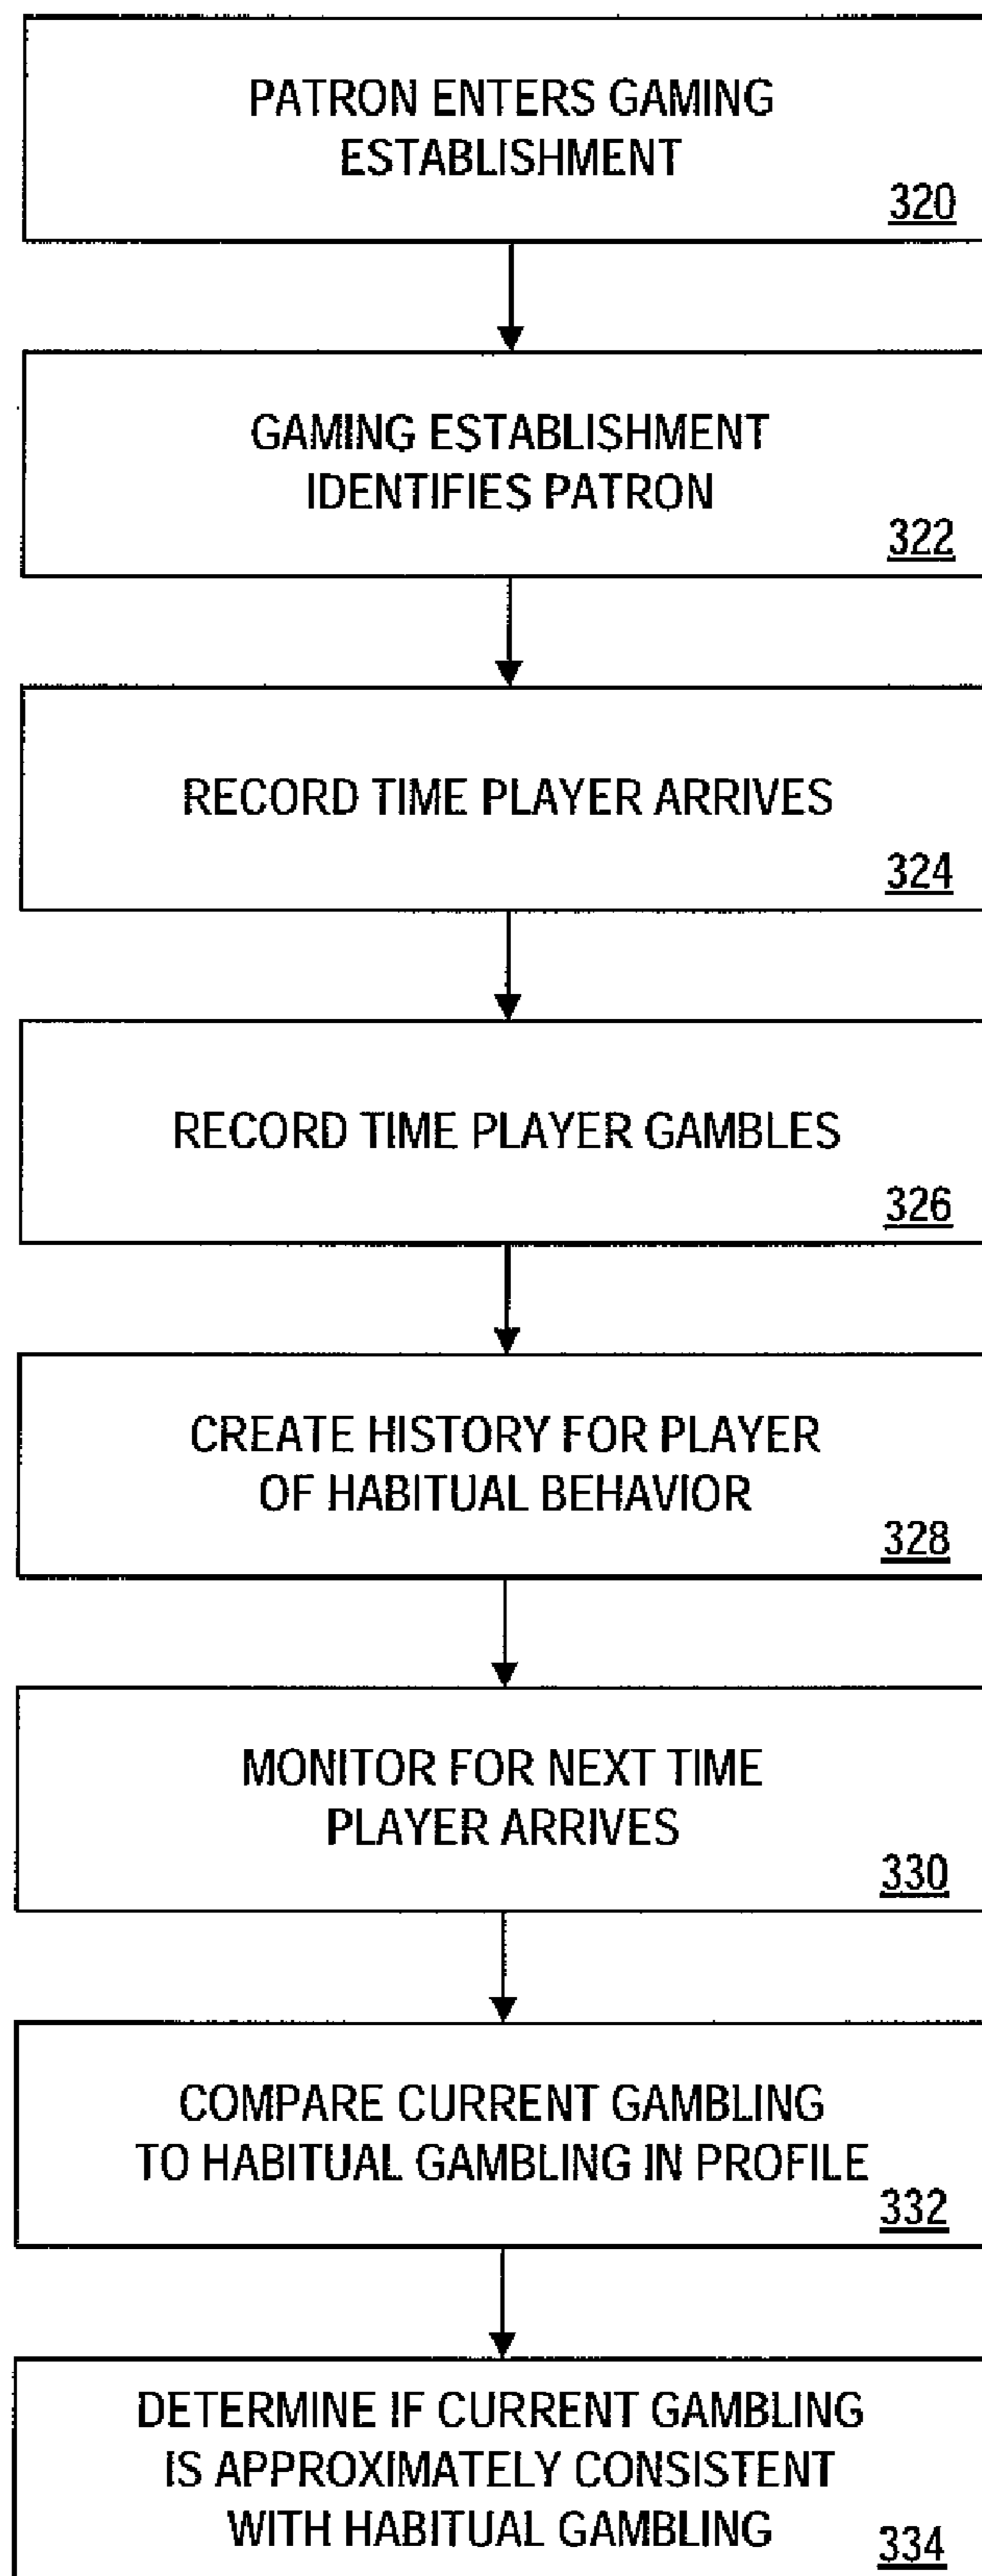 PATRON ENTERS GAMING
ESTABLISHMENT
320
GAMING ESTABLISHMENT
IDENTIFIES PATRON
322
RECORD TIME PLAYER ARRIVES
324
RECORD TIME PLAYER GAMBLES
326
CREATE HISTORY FOR PLAYER
OF HABITUAL BEHAVIOR
328
MONITOR FOR NEXT TIME
PLAYER ARRIVES
330
COMPARE CURRENT GAMBLING
TO HABITUAL GAMBLING IN PROFILE
332
DETERMINE IF CURRENT GAMBLING
IS APPROXIMATELY CONSISTENT
WITH HABITUAL GAMBLING
334